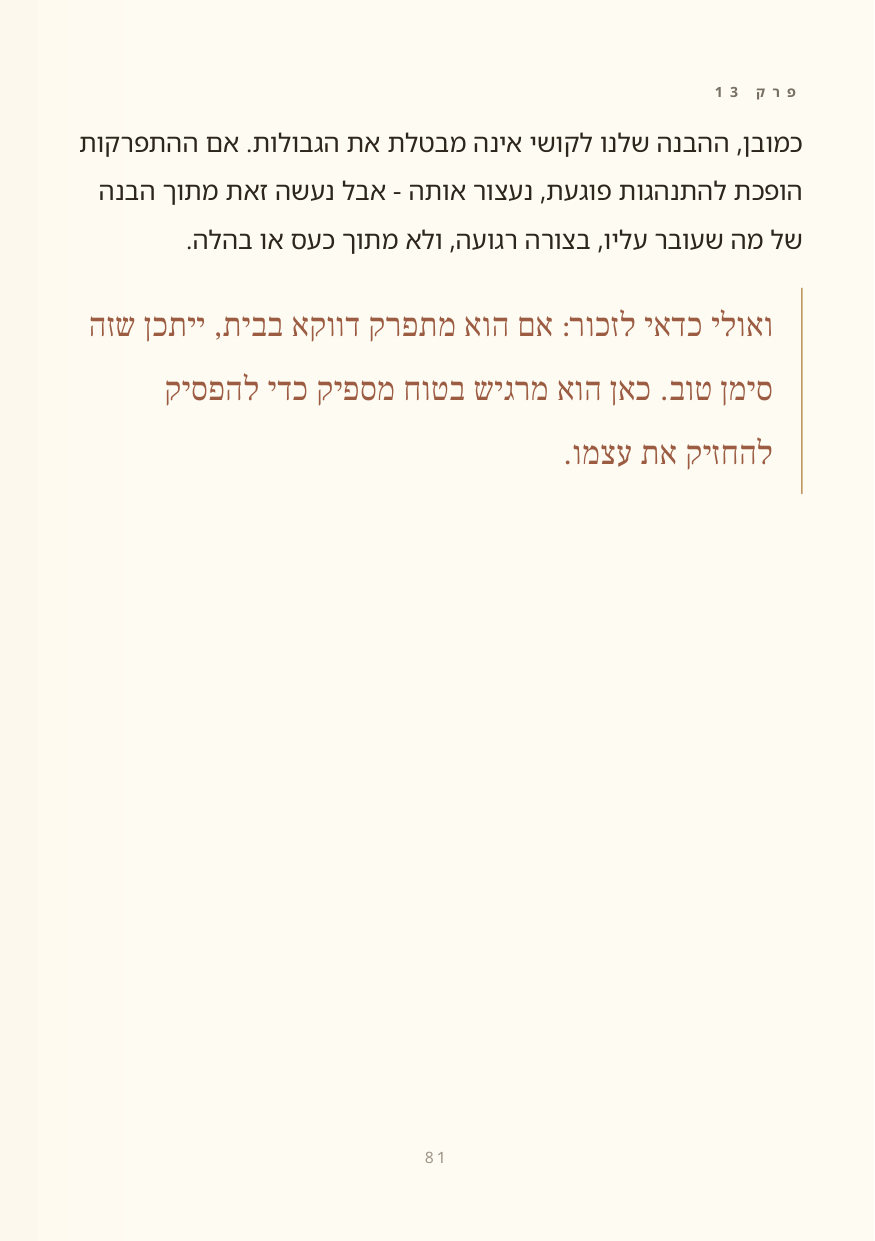 פרק 13
כמובן, ההבנה שלנו לקושי אינה מבטלת את הגבולות. אם ההתפרקות
הופכת להתנהגות פוגעת, נעצור אותה - אבל נעשה זאת מתוך הבנה
של מה שעובר עליו, בצורה רגועה, ולא מתוך כעס או בהלה.
ואולי כדאי לזכור: אם הוא מתפרק דווקא בבית, ייתכן שזה
סימן טוב. כאן הוא מרגיש בטוח מספיק כדי להפסיק
להחזיק את עצמו.
81